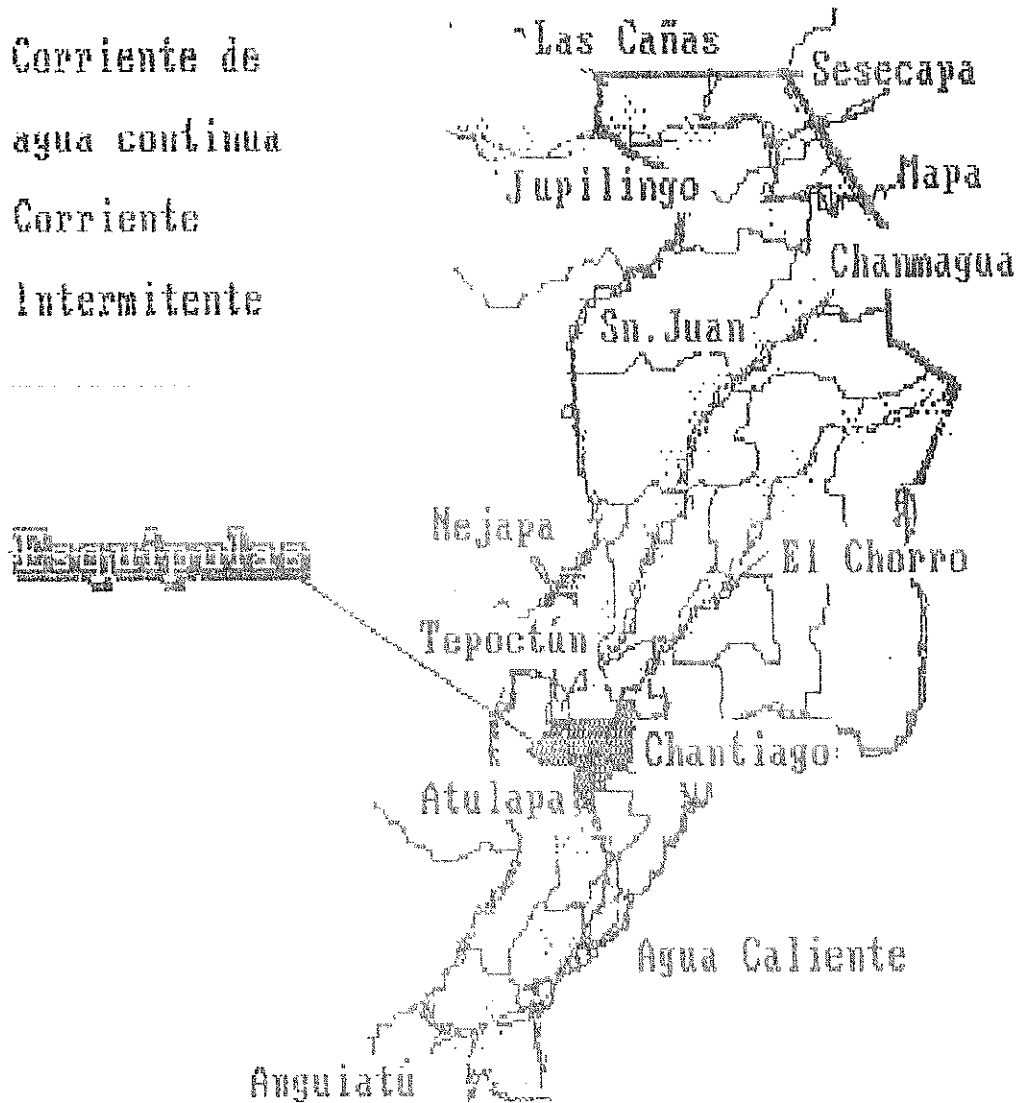 Corriente de
agua continua
Corriente
Intermitente
Las Cañas
Sesecapa
Jupilingo
Mapa
Chanmagua
Sn.Juan
Mejapa
El Chorro
Tepoctún
Chantiago
Atulapa
Agua Caliente
Anguiatú